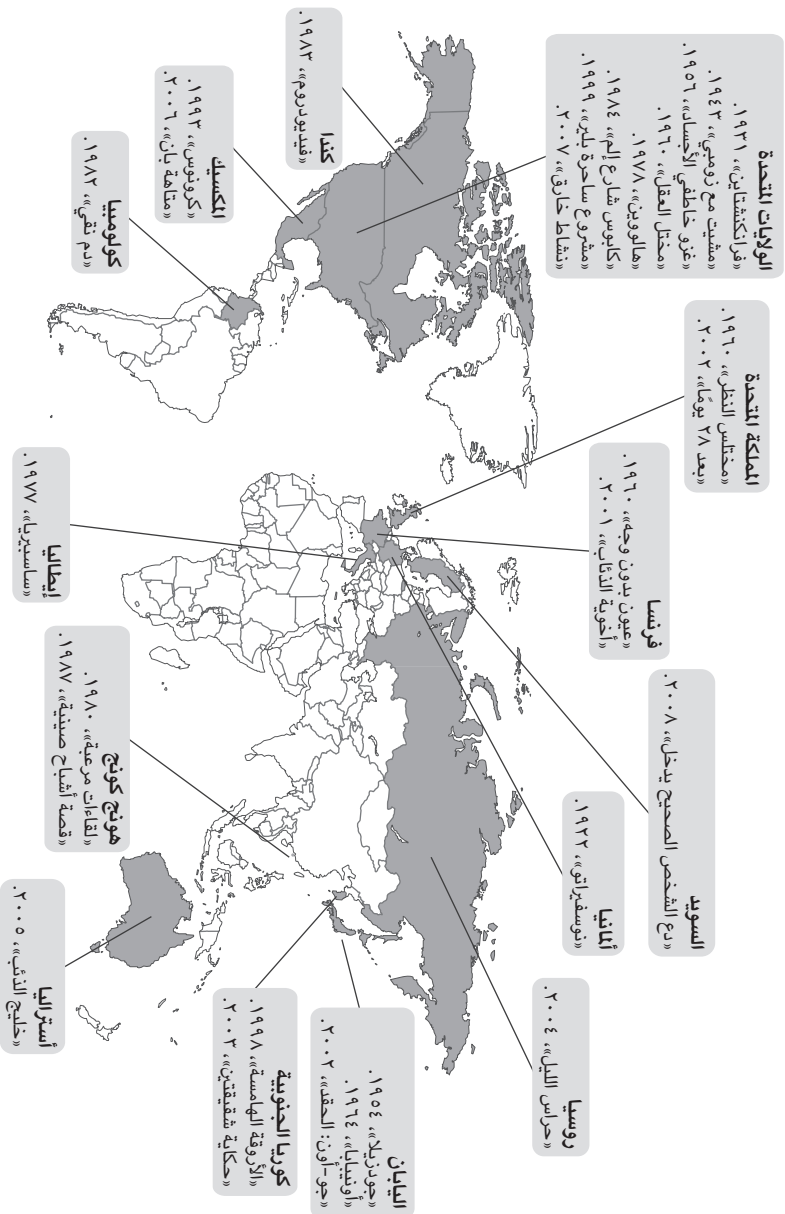 الولايات المتحدة
«فرانكنشتاين»، ١٩٣١.
«مشيت مع زومبي»، ١٩٤٣.
«غزو خاطفي الأجساد»، ١٩٥٦.
«مختل العقل»، ١٩٦٠.
«هالووين»، ١٩٧٨.
«كابوس شارع إلم»، ١٩٨٤.
«مشروع ساحرة بلير»، ١٩٩٩.
«نشاط خارق»، ٢٠٠٧.
كندا
«فيديودروم»، ١٩٨٣.
المكسيك
«كرونوس»، ١٩٩٣.
«متاهة بان»، ٢٠٠٦.
كولومبيا
«دم نقي»، ١٩٨٢.
المملكة المتحدة
«مختلس النظر»، ١٩٦٠.
«بعد ٢٨ يومًا»، ٢٠٠٢.
فرنسا
«عيون بدون وجه»، ١٩٦٠.
«أخوية الذئاب»، ٢٠٠١.
السويد
«دع الشخص الصحيح يدخل»، ٢٠٠٨.
ألمانيا
«نوسفيراتو»، ١٩٢٢.
إيطاليا
«ساسبيريا»، ١٩٧٧.
روسيا
«حراس الليل»، ٢٠٠٤.
اليابان
«جودزيلا»، ١٩٥٤.
«أونيبابا»، ١٩٦٤.
«جو-أون: الحقد»، ٢٠٠٢.
كوريا الجنوبية
«الأروقة الهامسة»، ١٩٩٨.
«حكاية شقيقتين»، ٢٠٠٣.
هونج كونج
«لقاءات مرعبة»، ١٩٨٠.
«قصة أشباح صينية»، ١٩٨٧.
أستراليا
«خليج الذئب»، ٢٠٠٥.